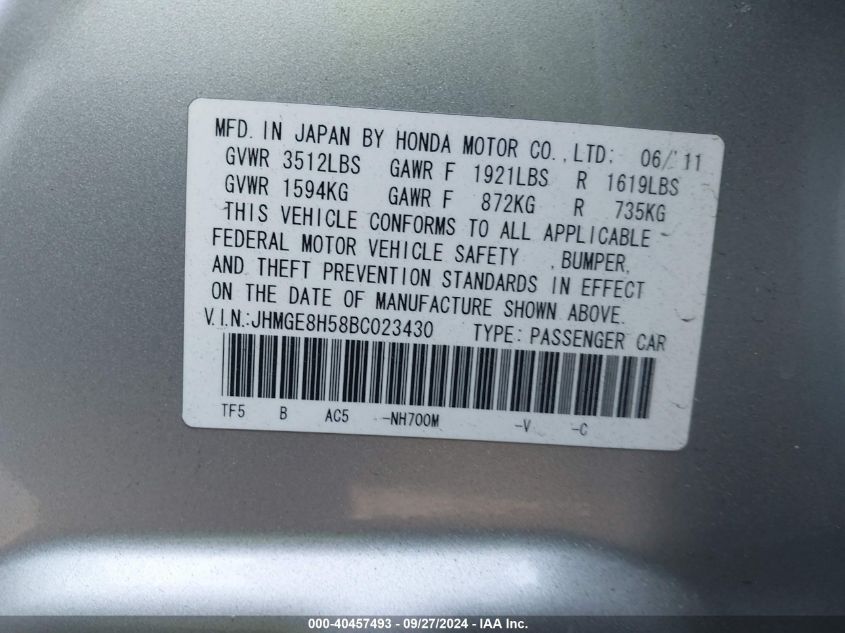 MFD. IN JAPAN BY HONDA MOTOR CO., LTD: 06/11
GVWR 3512LBS GAWR F 1921LBS R 1619LBS
GVWR 1594KG GAWR F 872KG R 735KG
THIS VEHICLE CONFORMS TO ALL APPLICABLE
FEDERAL MOTOR VEHICLE SAFETY , BUMPER,
AND THEFT PREVENTION STANDARDS IN EFFECT
ON THE DATE OF MANUFACTURE SHOWN ABOVE.
V.I.N.:JHMGE8H58BC023430 TYPE: PASSENGER CAR
TF5 B AC5 -NH700M -V -C
000-40457493 - 09/27/2024 - IAA Inc.